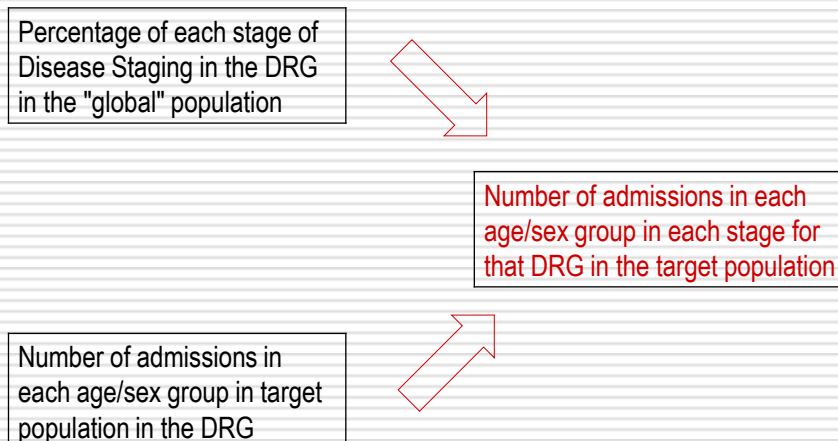 Percentage of each stage of
Disease Staging in the DRG
in the "global" population
Number of admissions in each
age/sex group in each stage for
that DRG in the target population
Number of admissions in
each age/sex group in target
population in the DRG